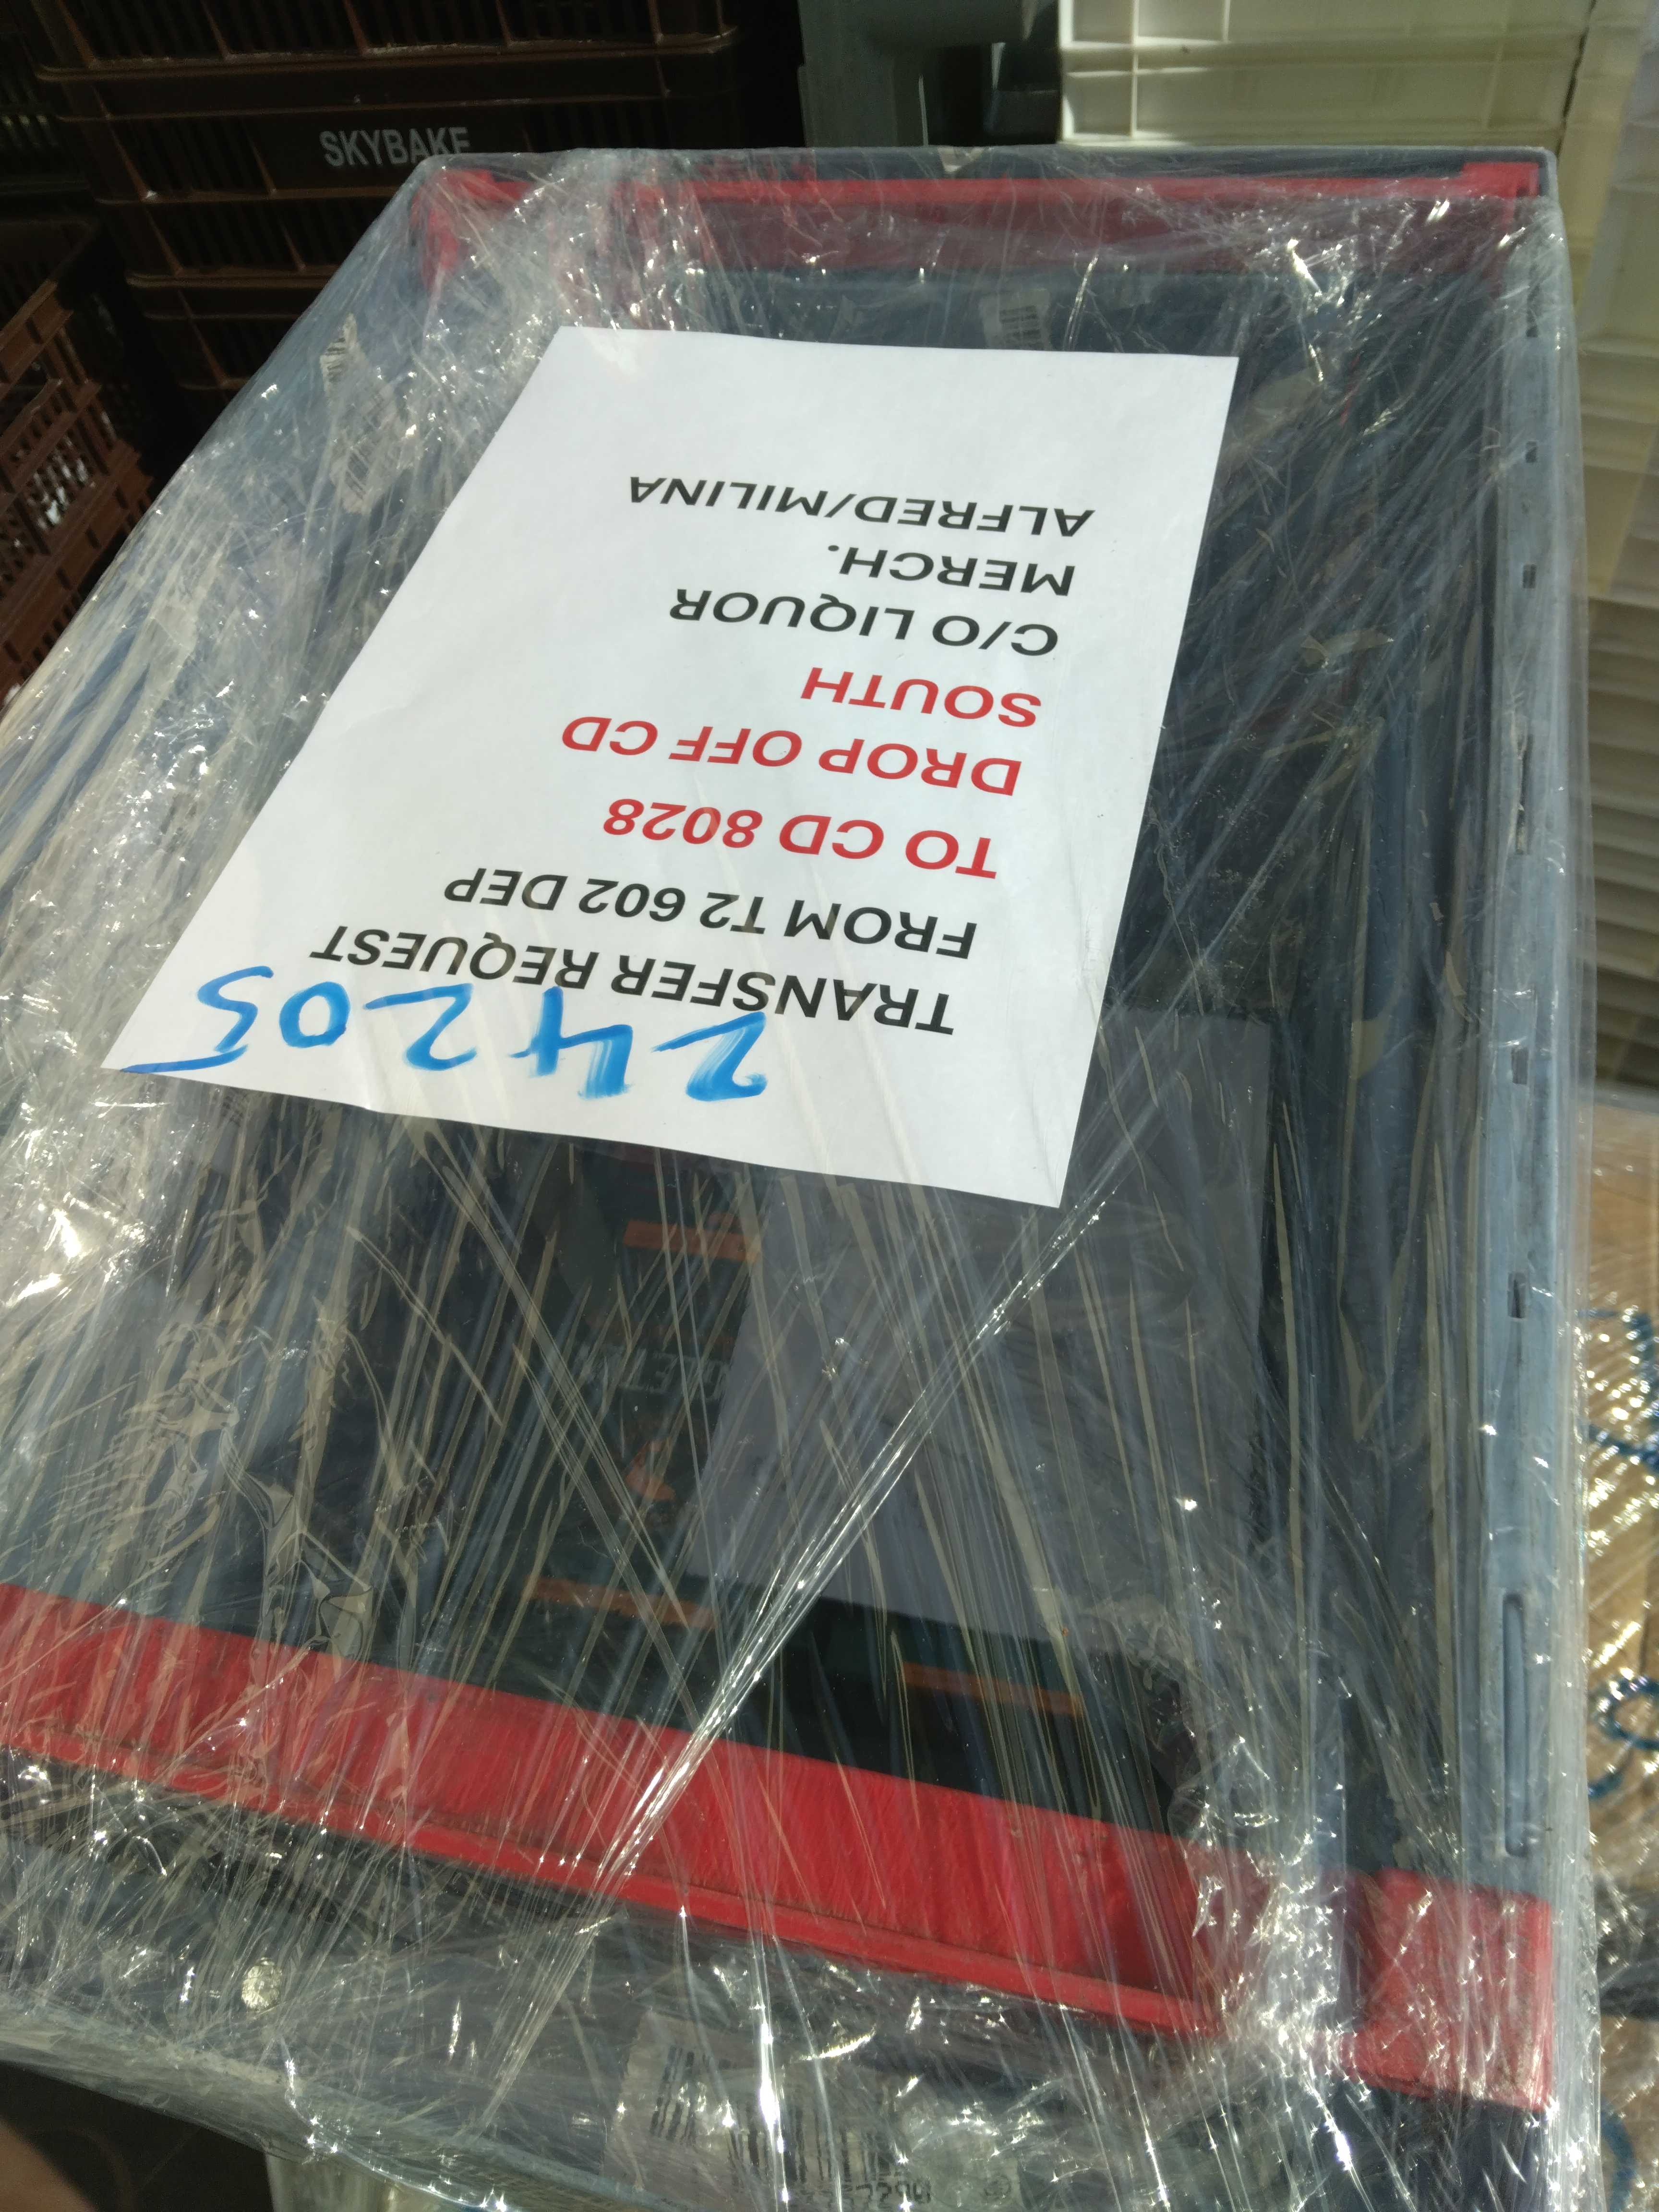 SKYBAKE
24205
TRANSFER REQUEST
FROM T2 602 DEP
TO CD 8028
DROP OFF CD
SOUTH
C/O LIQUOR
MERCH.
ALFRED/MILINA